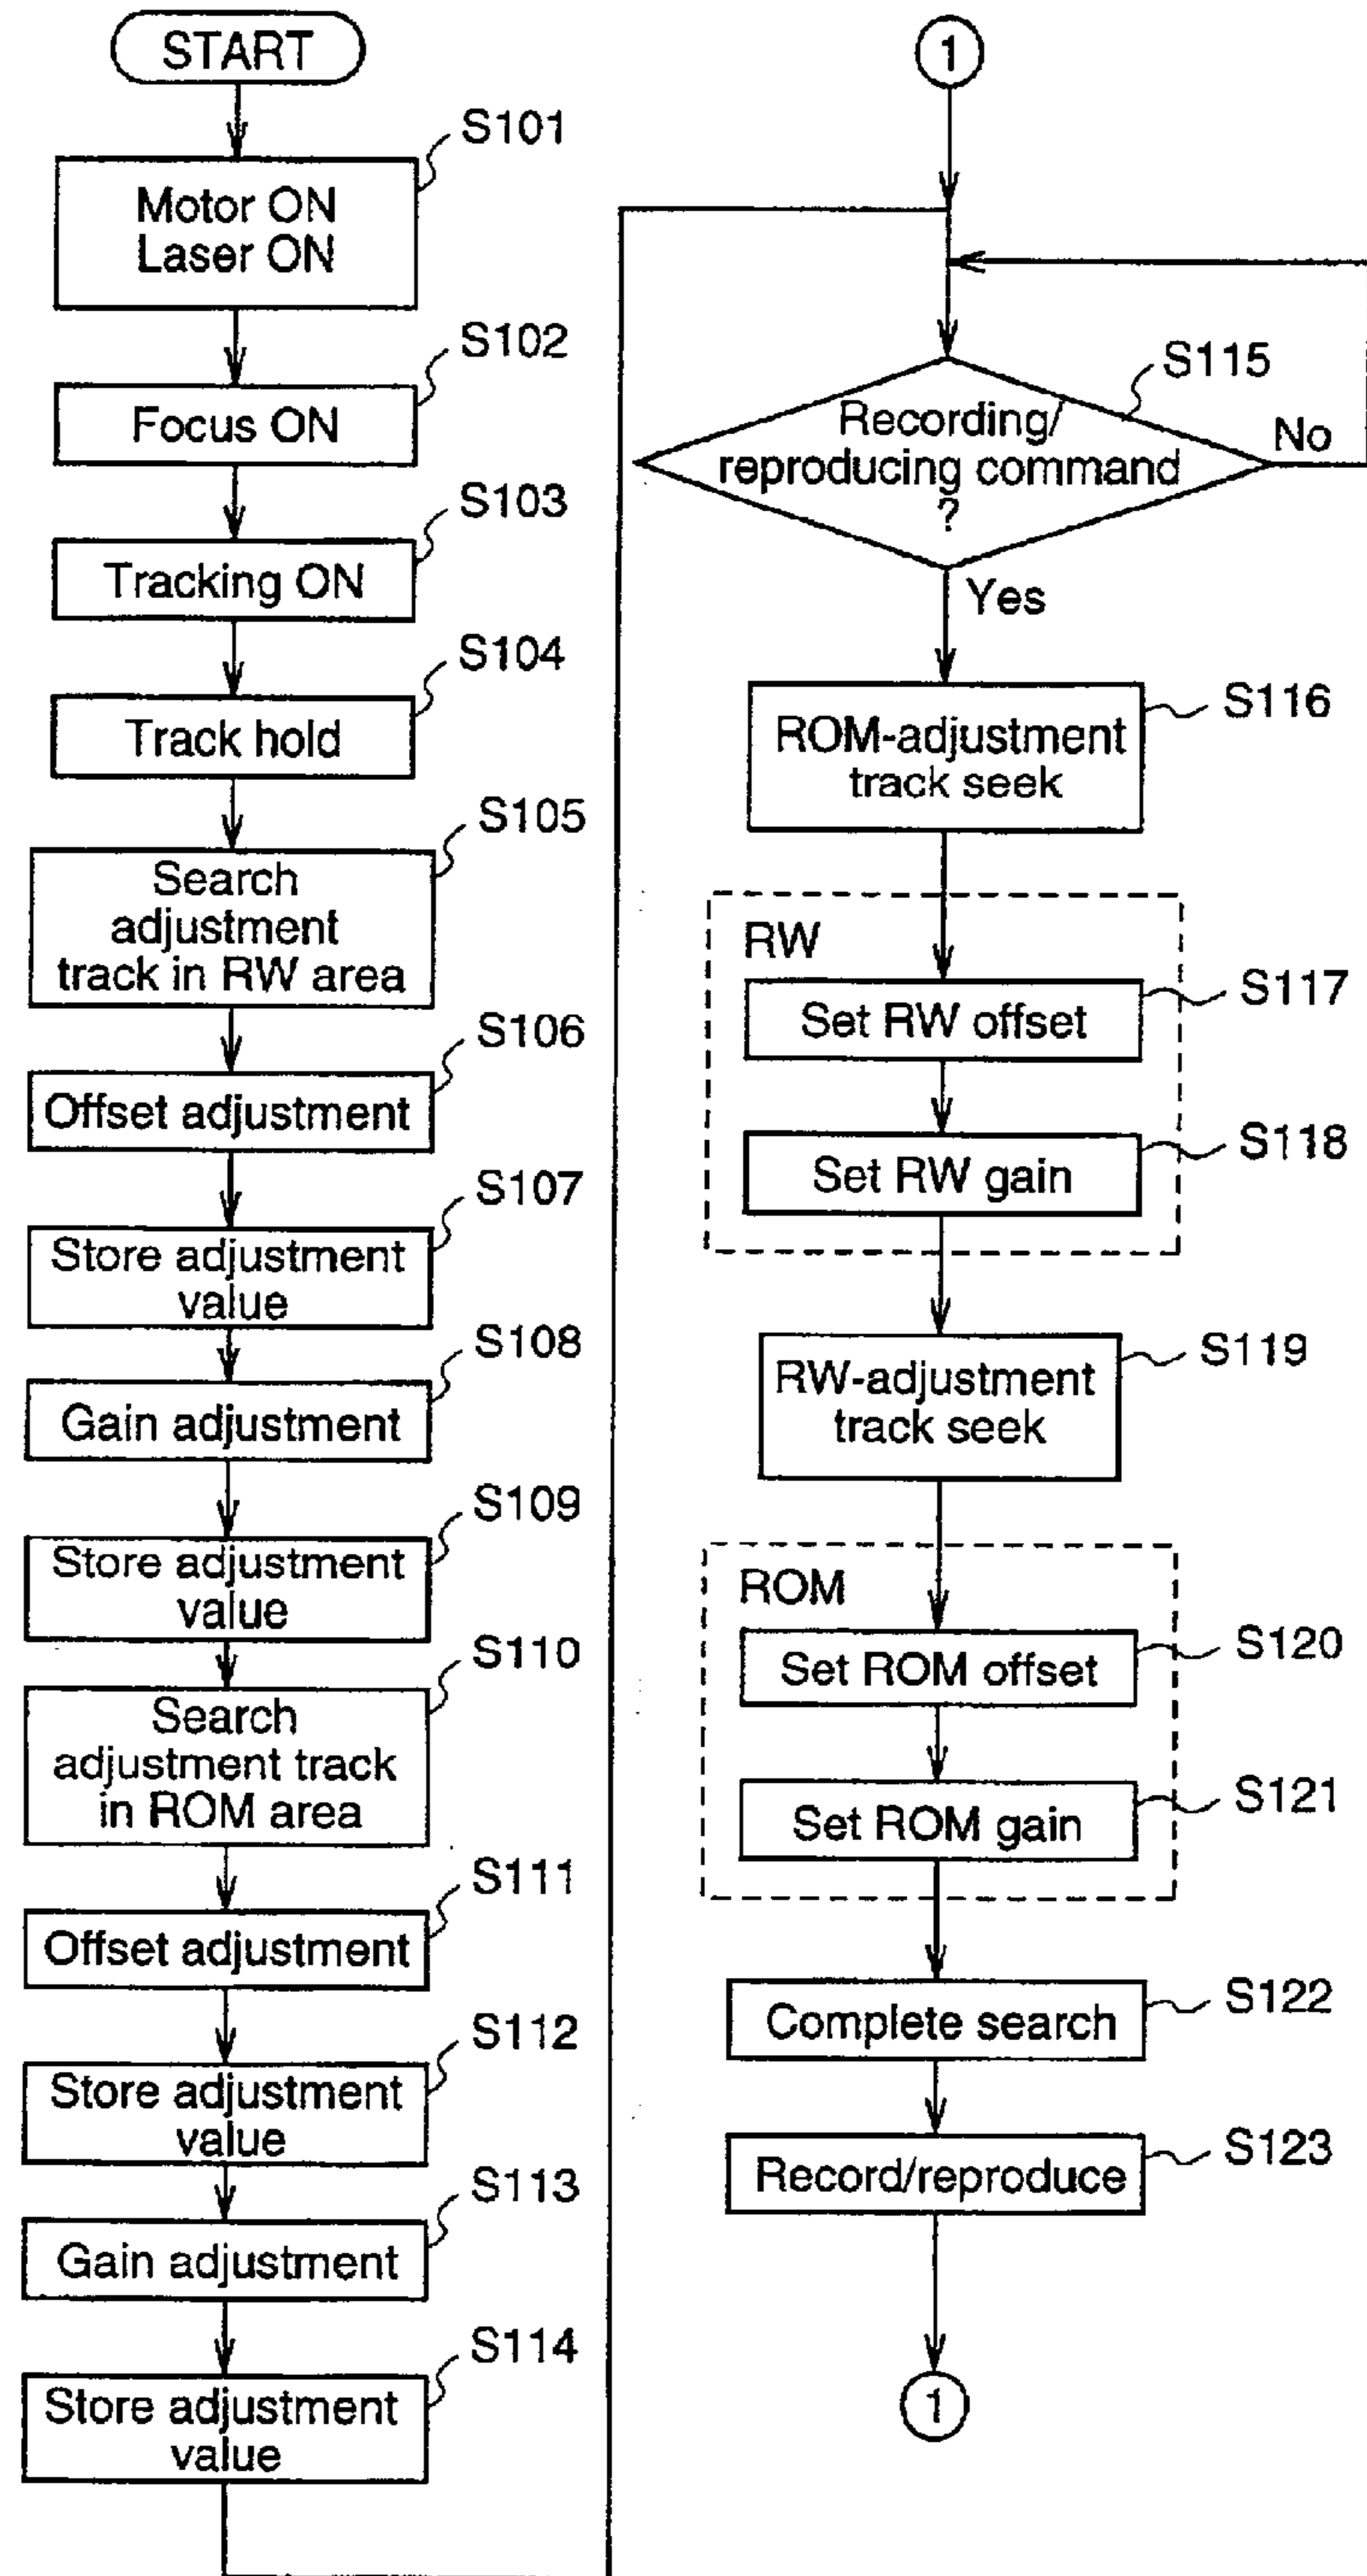 START
S101
Motor ON
Laser ON
S102
Focus ON
S103
Tracking ON
S104
Track hold
S105
Search
adjustment
track in RW area
S106
Offset adjustment
S107
Store adjustment
value
S108
Gain adjustment
S109
Store adjustment
value
S110
Search
adjustment track
in ROM area
S111
Offset adjustment
S112
Store adjustment
value
S113
Gain adjustment
S114
Store adjustment
value
1
S115
Recording/
reproducing command
?
No
Yes
S116
ROM-adjustment
track seek
RW
S117
Set RW offset
S118
Set RW gain
S119
RW-adjustment
track seek
ROM
S120
Set ROM offset
S121
Set ROM gain
S122
Complete search
S123
Record/reproduce
1